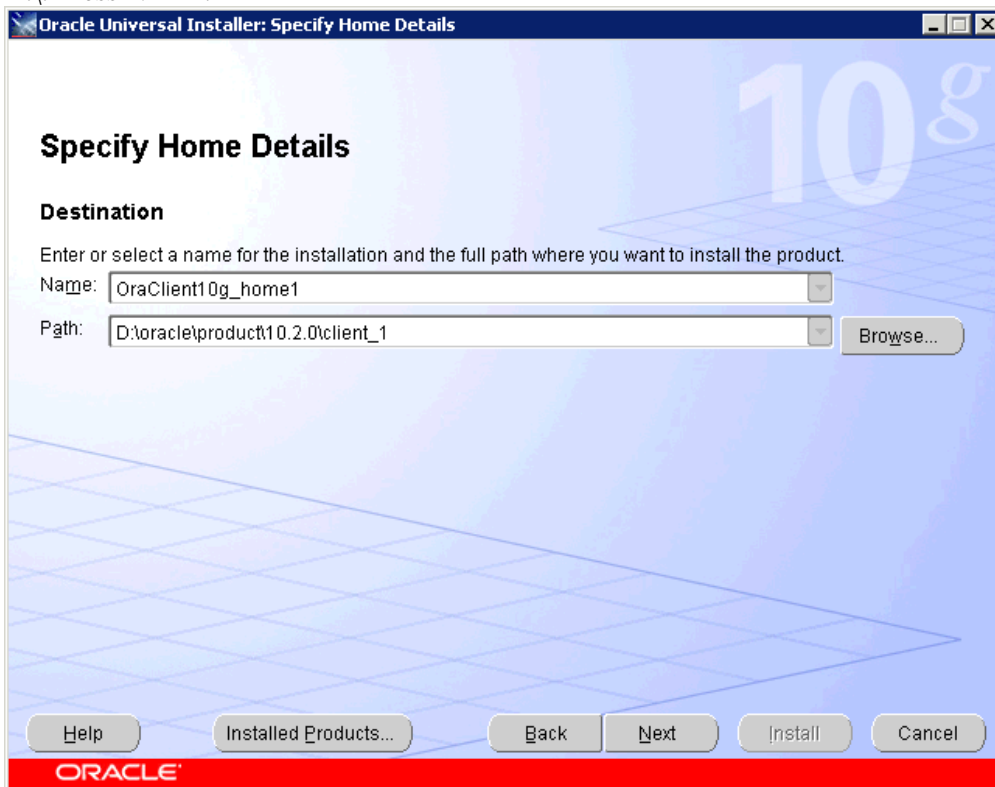 Oracle Universal Installer: Specify Home Details
10g
Specify Home Details
Destination
Enter or select a name for the installation and the full path where you want to install the product.
Name: OraClient10g_home1
Path: D:\oracle\product\10.2.0\client_1 Browse...
Help Installed Products... Back Next Install Cancel
ORACLE